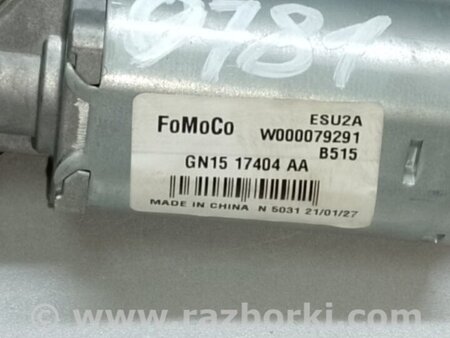 9781
ESU2A
FoMoCo W000079291
B515
GN15 17404 AA
MADE IN CHINA N 5031 21/01/27
© www.razborki.com